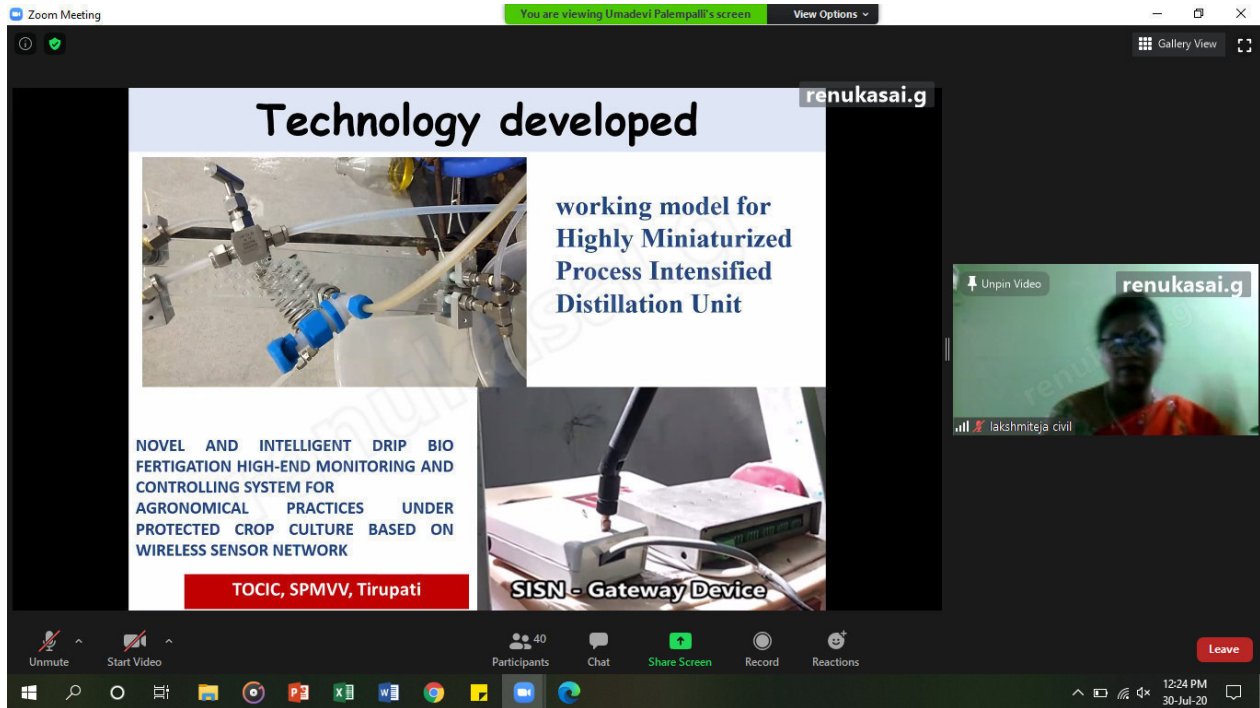 Zoom Meeting
You are viewing Umadevi Palempalli's screen
View Options
Gallery View
renukasai.g
Technology developed
working model for
Highly Miniaturized
Process Intensified
Distillation Unit
NOVEL AND INTELLIGENT DRIP BIO
FERTIGATION HIGH-END MONITORING AND
CONTROLLING SYSTEM FOR
AGRONOMICAL PRACTICES UNDER
PROTECTED CROP CULTURE BASED ON
WIRELESS SENSOR NETWORK
TOCIC, SPMVV, Tirupati
SISN - Gateway Device
renukasai.g
Unpin Video
renukasai.g
lakshmiteja civil
Unmute
Start Video
40
Participants
Chat
Share Screen
Record
Reactions
Leave
12:24 PM
30-Jul-20